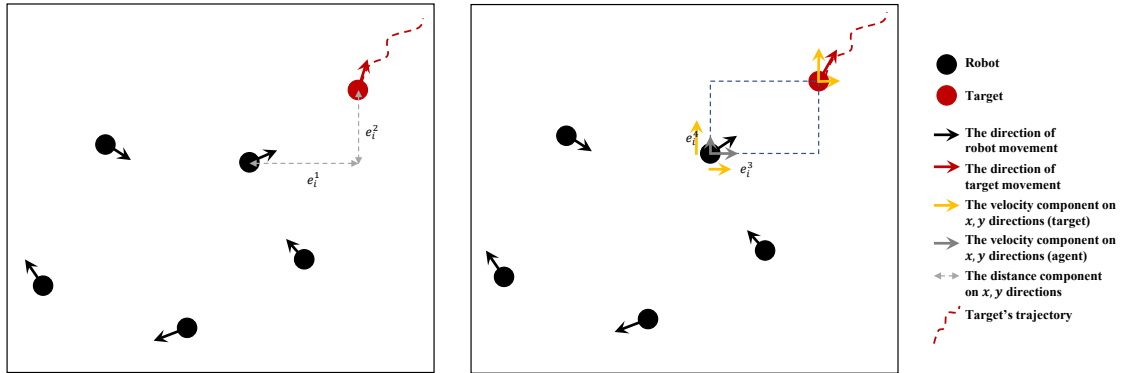 e_i^2
e_i^1
e_i^4
e_i^3
Robot
Target
The direction of
robot movement
The direction of
target movement
The velocity component on
x, y directions (target)
The velocity component on
x, y directions (agent)
The distance component
on x, y directions
Target's trajectory